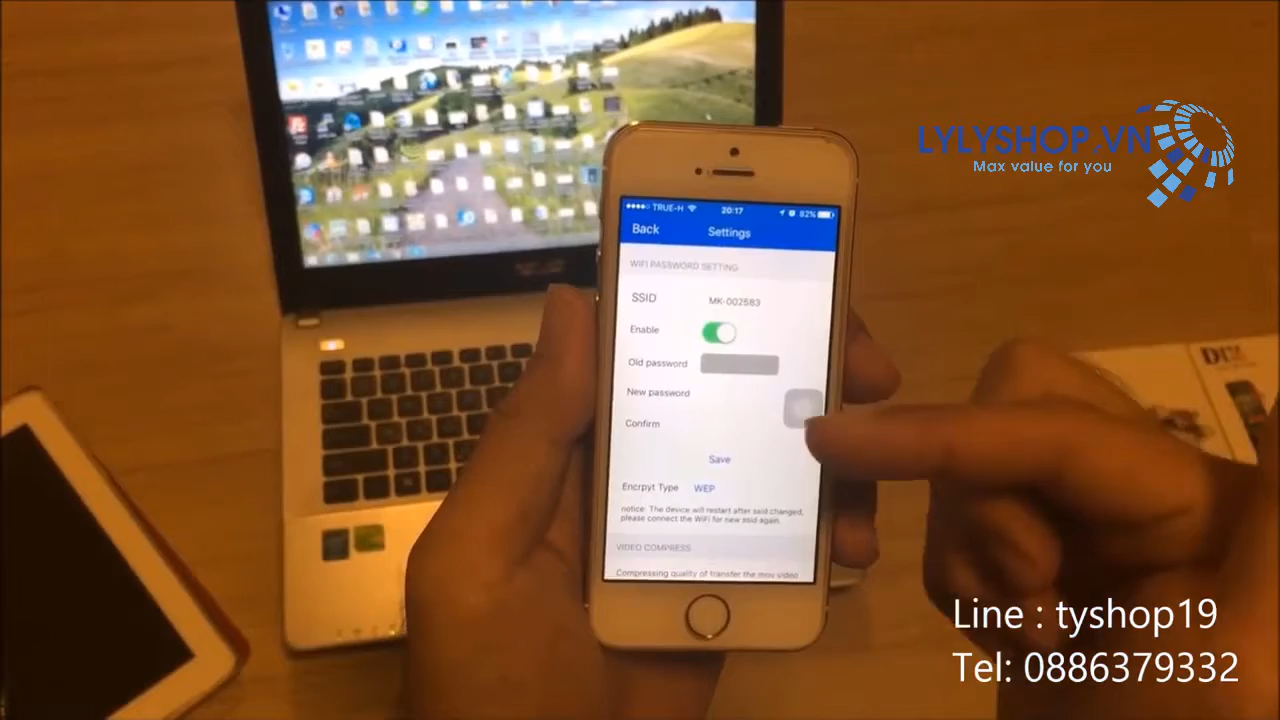 LYLYSHOP.VN
Max value for you
TRUE-H 20:17 82%
Back Settings
WIFI PASSWORD SETTING
SSID MK-002583
Enable
Old password
New password
Confirm
Save
Encrpyt Type WEP
notice: The device will restart after ssid changed,
please connect the WiFi for new ssid again.
VIDEO COMPRESS
Compressing quality of transfer the mov video
Line : tyshop19
Tel: 0886379332